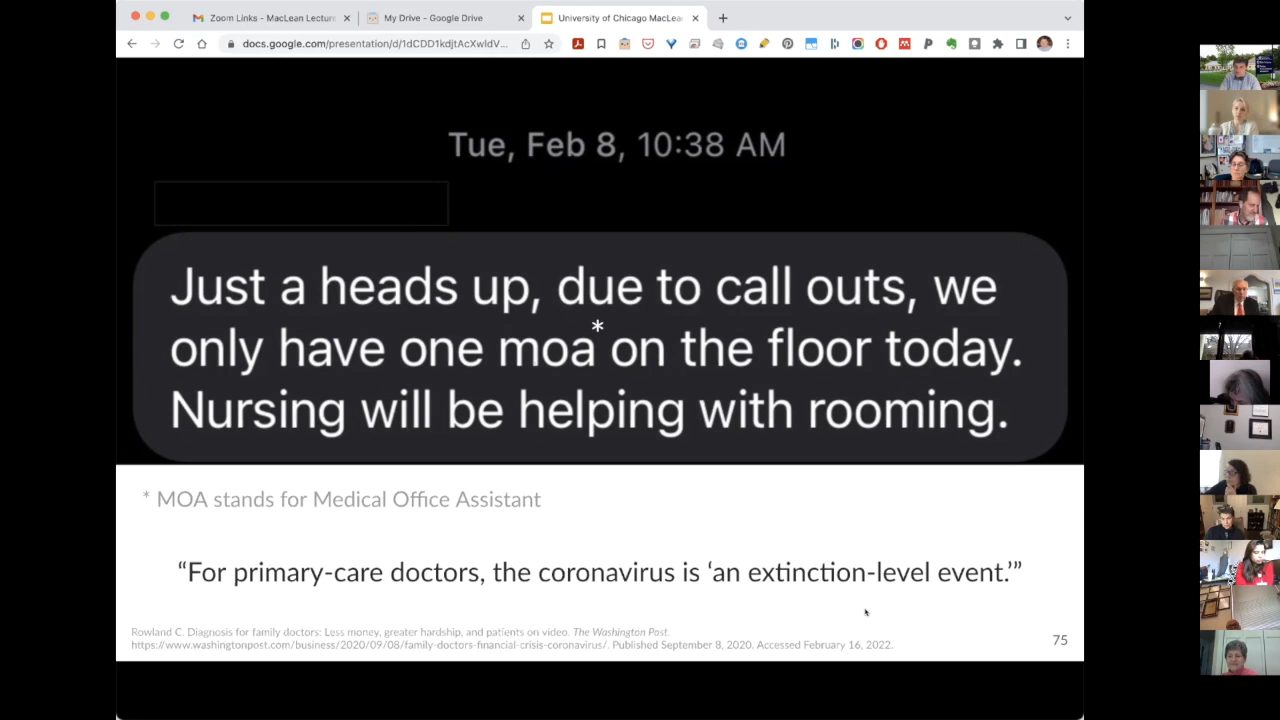 Zoom Links - MacLean Lecture
My Drive - Google Drive
University of Chicago MacLea
docs.google.com/presentation/d/1dCDD1kdjtAcXwldV...
Tue, Feb 8, 10:38 AM
Just a heads up, due to call outs, we
only have one moa* on the floor today.
Nursing will be helping with rooming.
* MOA stands for Medical Office Assistant
“For primary-care doctors, the coronavirus is ‘an extinction-level event.’”
Rowland C. Diagnosis for family doctors: Less money, greater hardship, and patients on video. The Washington Post.
https://www.washingtonpost.com/business/2020/09/08/family-doctors-financial-crisis-coronavirus/. Published September 8, 2020. Accessed February 16, 2022.
75